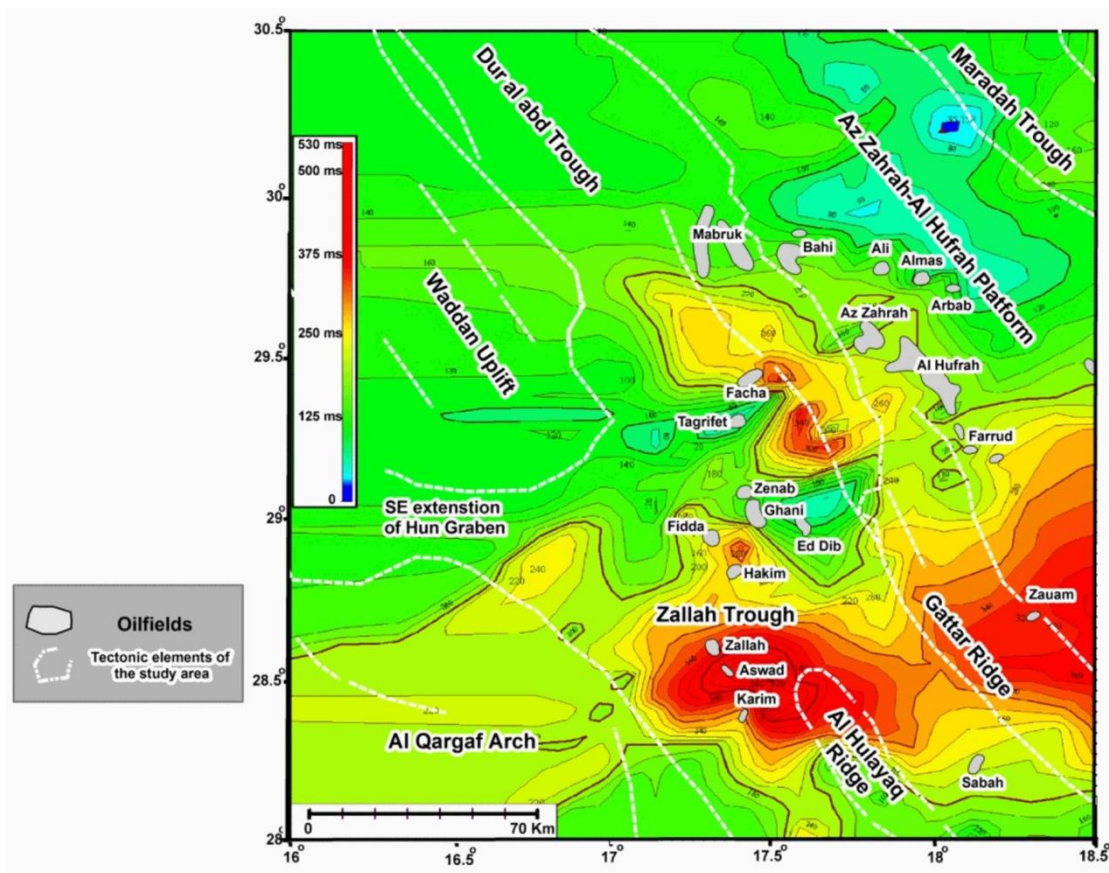 30.5°
30°
29.5°
29°
28.5°
28°
16°
16.5°
17°
17.5°
18°
18.5°
530 ms
500 ms
375 ms
250 ms
125 ms
0
Dur al abd Trough
Maradah Trough
Az Zahrah-Al Hufrah Platform
Waddan Uplift
Mabruk
Bahi
Ali
Almas
Arbab
Az Zahrah
Al Hufrah
Facha
Tagrifet
Farrud
Zenab
Ghani
SE extenstion
of Hun Graben
Fidda
Ed Dib
Hakim
Zallah Trough
Zauam
Gattar Ridge
Zallah
Aswad
Karim
Al Qargaf Arch
Al Hulayaq
Ridge
Sabah
0 70 Km
Oilfields
Tectonic elements of
the study area